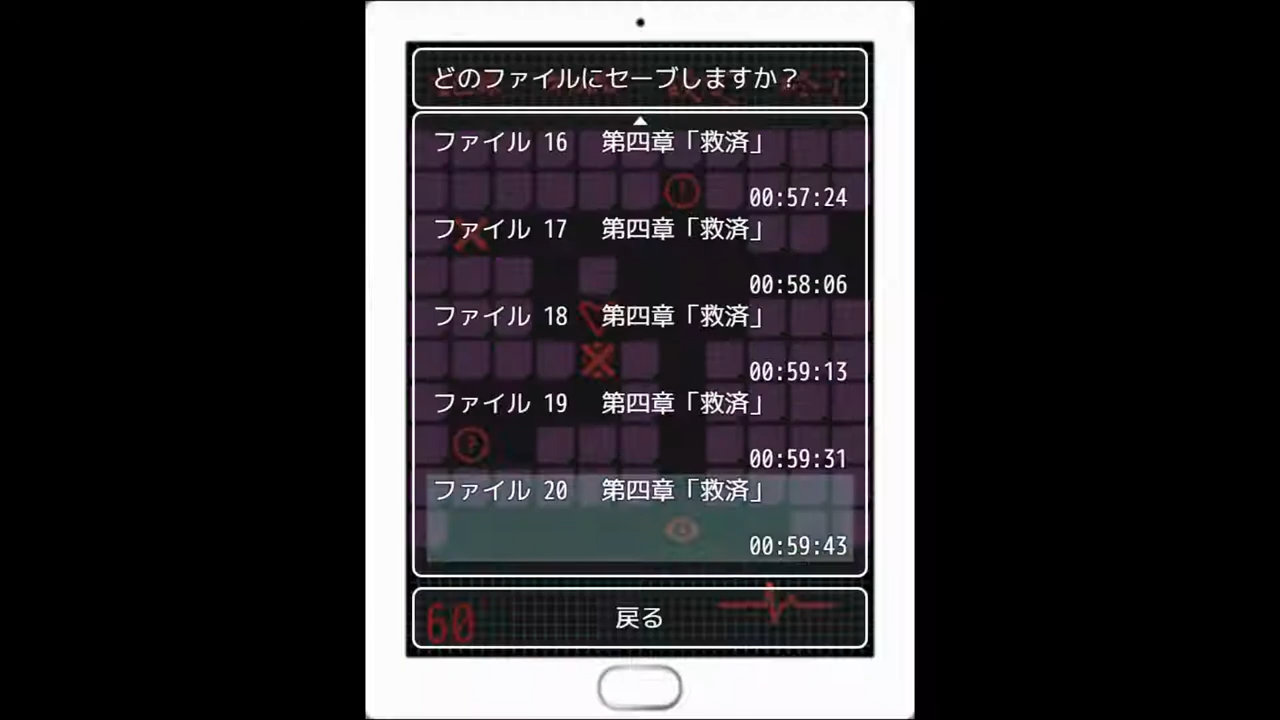 どのファイルにセーブしますか？
ファイル 16 第四章「救済」
00:57:24
ファイル 17 第四章「救済」
00:58:06
ファイル 18 第四章「救済」
00:59:13
ファイル 19 第四章「救済」
00:59:31
ファイル 20 第四章「救済」
00:59:43
60
戻る